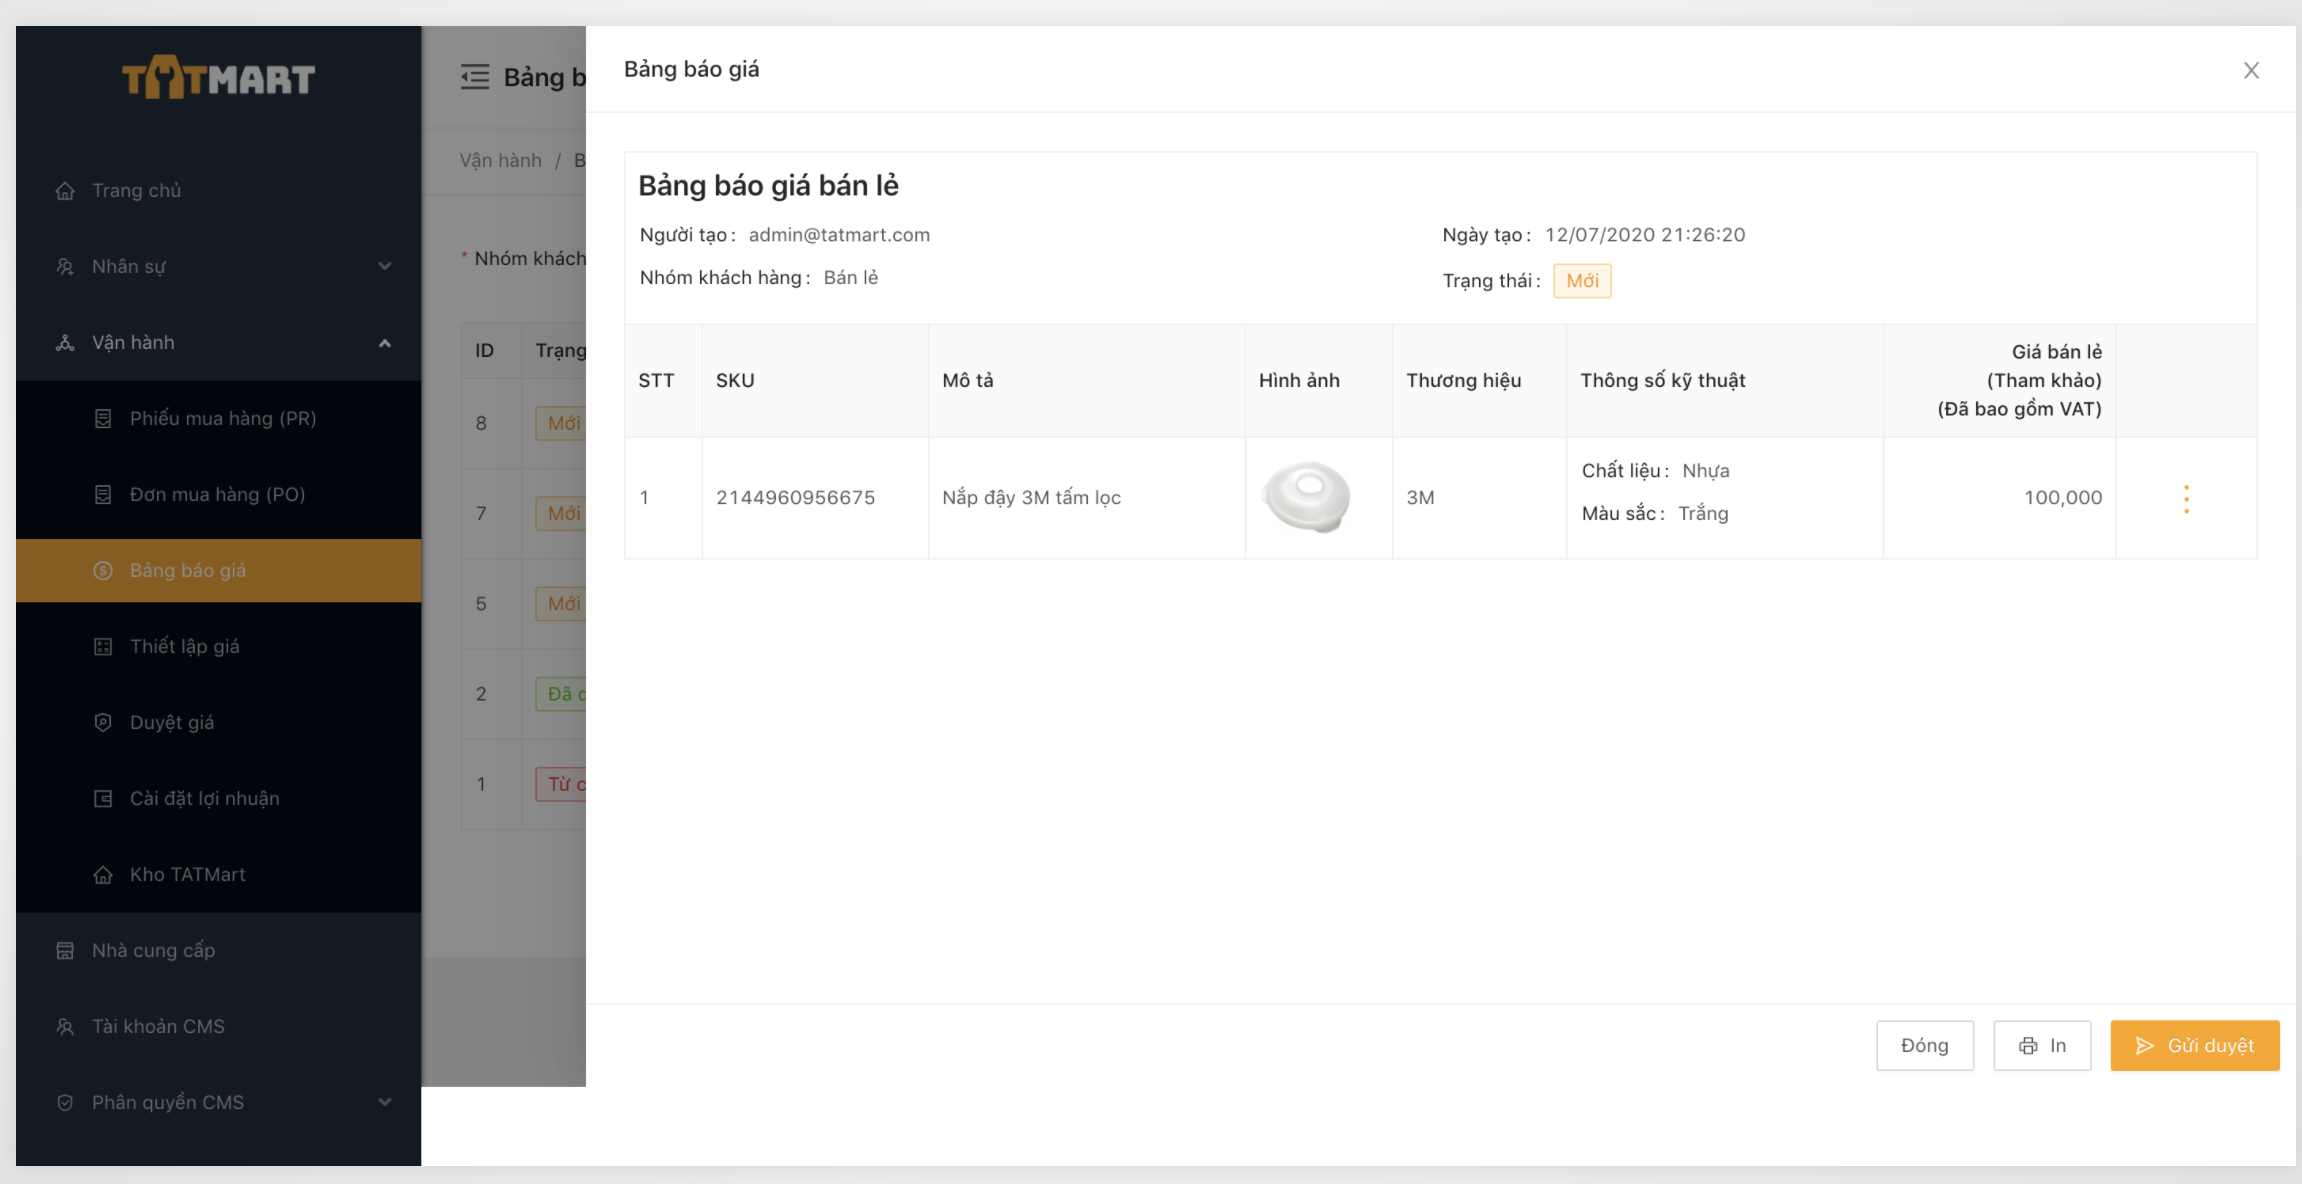 TATMART
Trang chủ
Nhân sự
Vận hành
Phiếu mua hàng (PR)
Đơn mua hàng (PO)
Bảng báo giá
Thiết lập giá
Duyệt giá
Cài đặt lợi nhuận
Kho TATMart
Nhà cung cấp
Tài khoản CMS
Phân quyền CMS
Bảng b
Vận hành / B
* Nhóm khách
ID Trạng
8 Mới
7 Mới
5 Mới
2 Đã d
1 Từ c
Bảng báo giá
Bảng báo giá bán lẻ
Người tạo : admin@tatmart.com
Ngày tạo : 12/07/2020 21:26:20
Nhóm khách hàng : Bán lẻ
Trạng thái : Mới
STT SKU Mô tả Hình ảnh Thương hiệu Thông số kỹ thuật Giá bán lẻ
(Tham khảo)
(Đã bao gồm VAT)
1 2144960956675 Nắp đậy 3M tấm lọc 3M Chất liệu : Nhựa 100,000
Màu sắc : Trắng
Đóng In Gửi duyệt